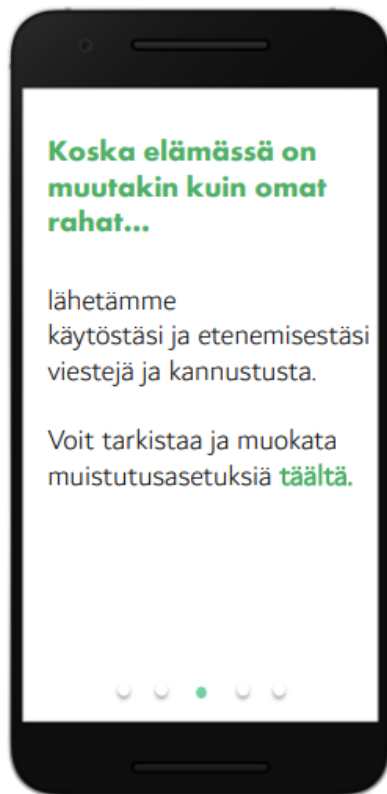 Koska elämässä on
muutakin kuin omat
rahat...
lähetämme
käytöstäsi ja etenemisestäsi
viestejä ja kannustusta.
Voit tarkistaa ja muokata
muistutusasetuksiä täältä.